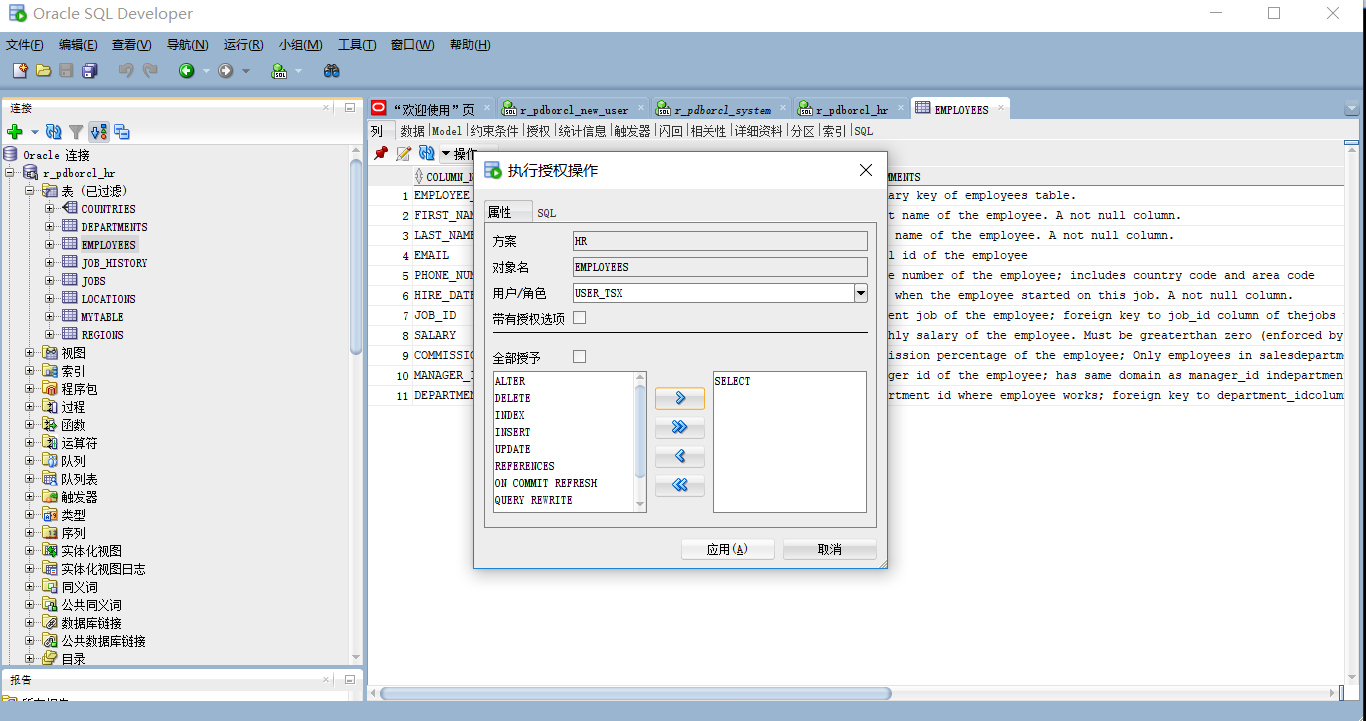 Oracle SQL Developer
文件(F) 编辑(E) 查看(V) 导航(N) 运行(R) 小组(M) 工具(T) 窗口(W) 帮助(H)
连接
Oracle 连接
r_pdborcl_hr
表 (已过滤)
COUNTRIES
DEPARTMENTS
EMPLOYEES
JOB_HISTORY
JOBS
LOCATIONS
MYTABLE
REGIONS
视图
索引
程序包
过程
函数
运算符
队列
队列表
触发器
类型
序列
实体化视图
实体化视图日志
同义词
公共同义词
数据库链接
公共数据库链接
目录
报告
“欢迎使用”页 r_pdborcl_new_user r_pdborcl_system r_pdborcl_hr EMPLOYEES
列 数据 Model 约束条件 授权 统计信息 触发器 闪回 相关性 详细资料 分区 索引 SQL
操作
COLUMN_N MMENTS
1 EMPLOYEE_ ary key of employees table.
2 FIRST_NAM t name of the employee. A not null column.
3 LAST_NAME name of the employee. A not null column.
4 EMAIL l id of the employee
5 PHONE_NUM e number of the employee; includes country code and area code
6 HIRE_DATE when the employee started on this job. A not null column.
7 JOB_ID ent job of the employee; foreign key to job_id column of thejobs
8 SALARY hly salary of the employee. Must be greaterthan zero (enforced by
9 COMMISSIO ission percentage of the employee; Only employees in salesdepartm
10 MANAGER_I ger id of the employee; has same domain as manager_id indepartment
11 DEPARTMEN rtment id where employee works; foreign key to department_idcolum
执行授权操作
属性 SQL
方案 HR
对象名 EMPLOYEES
用户/角色 USER_TSX
带有授权选项
全部授予
ALTER
DELETE
INDEX
INSERT
UPDATE
REFERENCES
ON COMMIT REFRESH
QUERY REWRITE
SELECT
应用(A) 取消